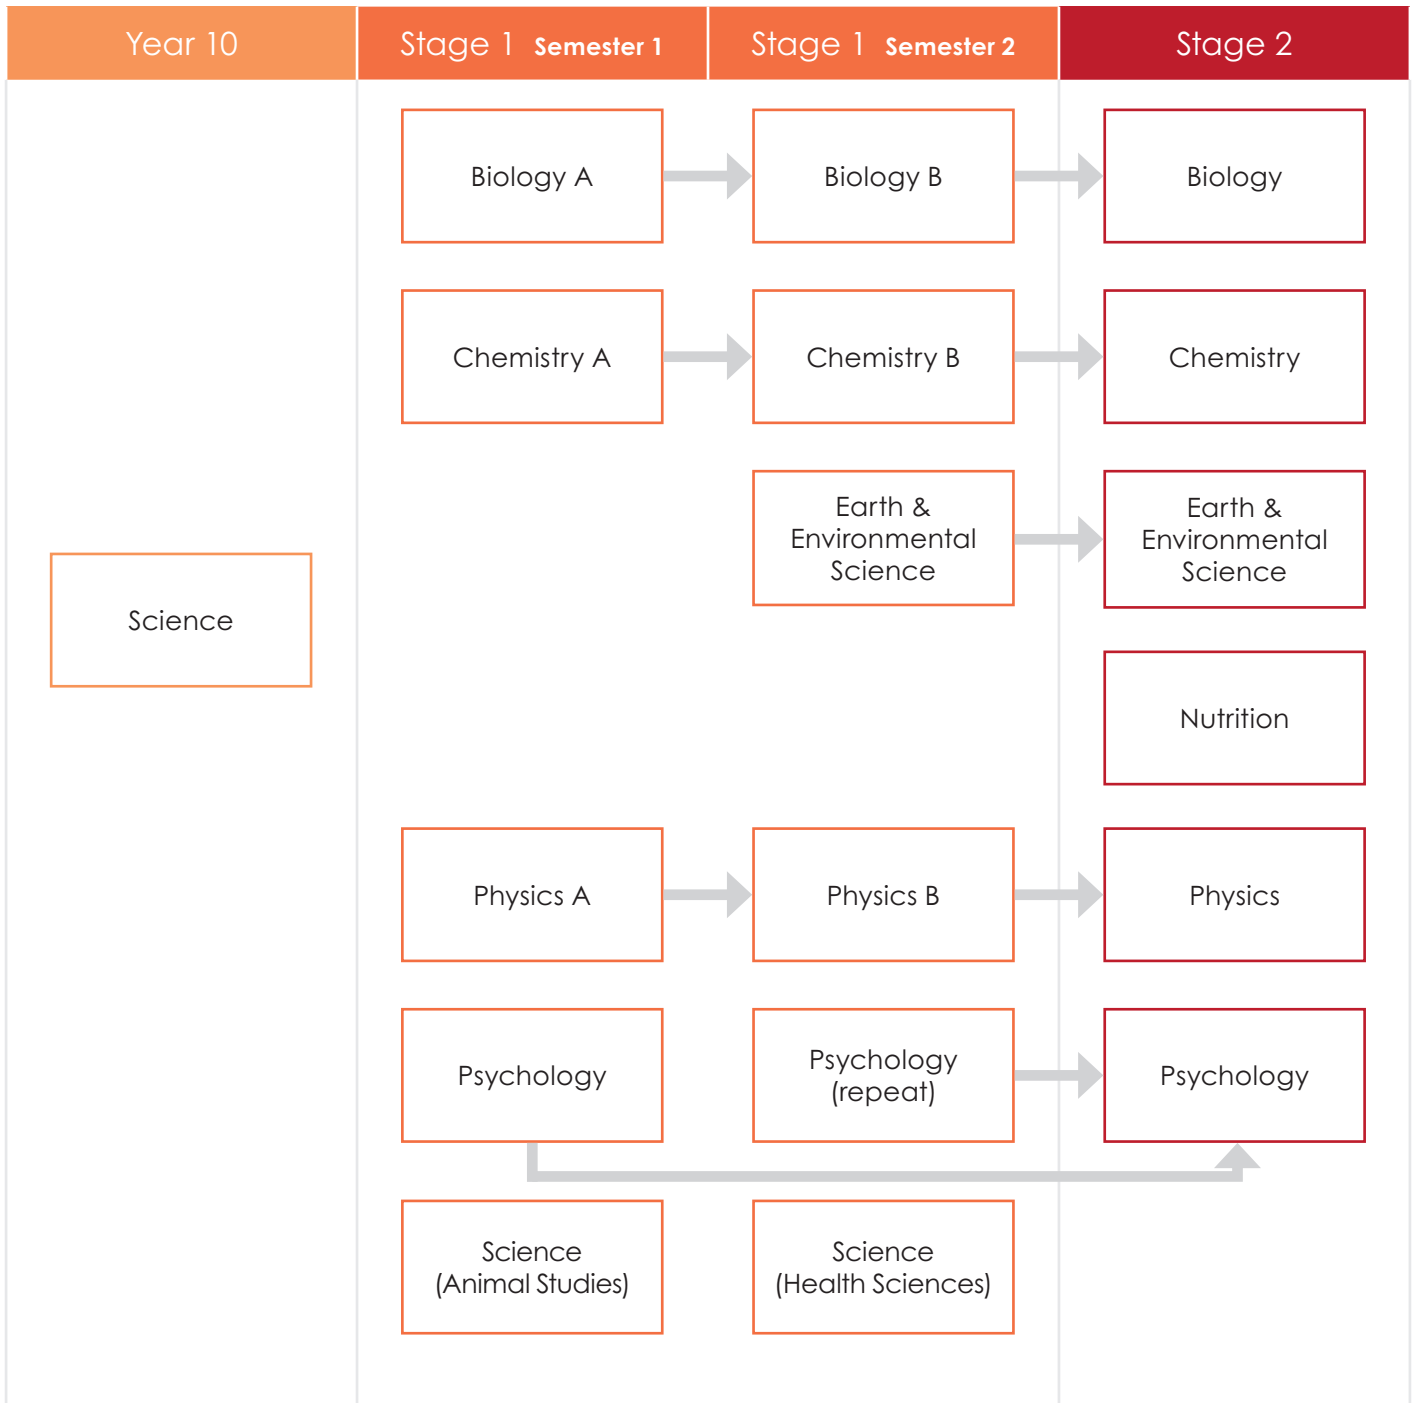 Year 10
Stage 1 Semester 1
Stage 1 Semester 2
Stage 2
Biology A
Biology B
Biology
Chemistry A
Chemistry B
Chemistry
Earth &
Environmental
Science
Earth &
Environmental
Science
Science
Nutrition
Physics A
Physics B
Physics
Psychology
Psychology
(repeat)
Psychology
Science
(Animal Studies)
Science
(Health Sciences)